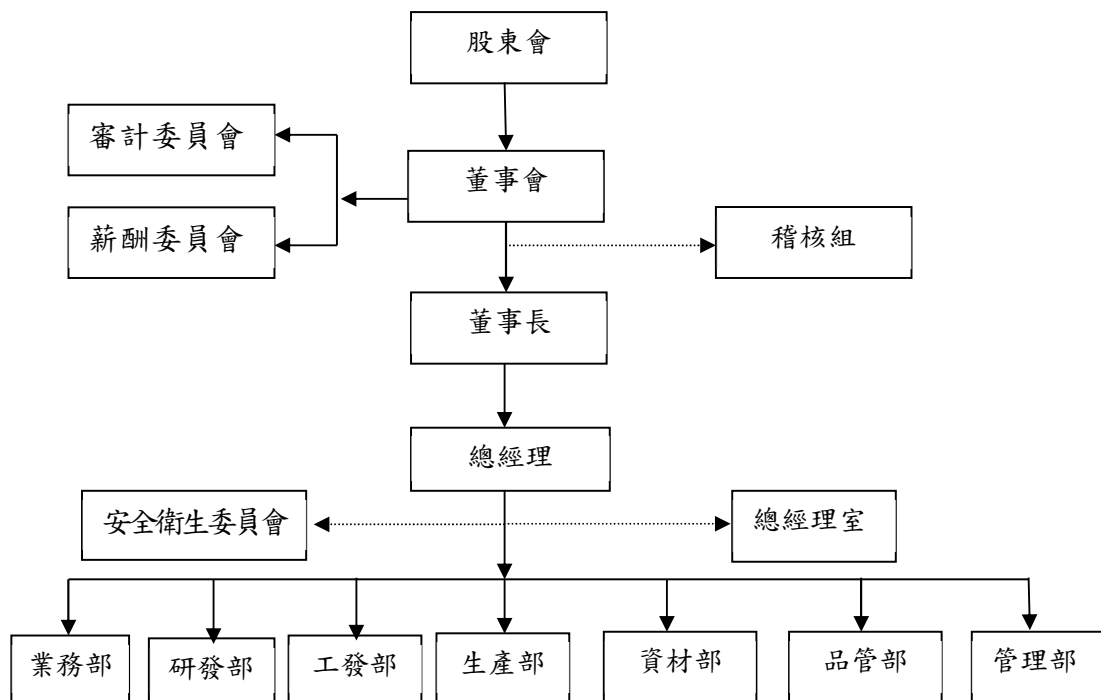 股東會
審計委員會
董事會
薪酬委員會
稽核組
董事長
總經理
安全衛生委員會
總經理室
業務部
研發部
工發部
生產部
資材部
品管部
管理部